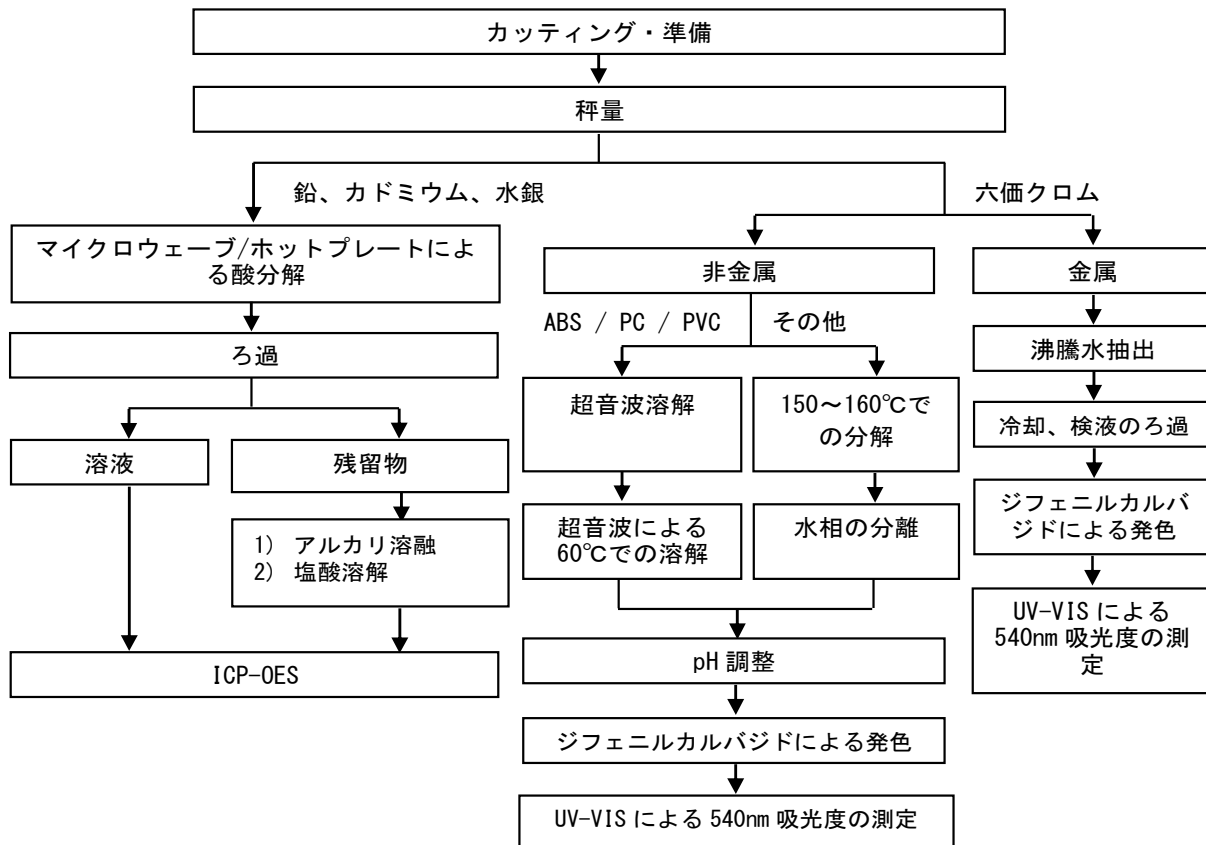 カッティング・準備
秤量
鉛、カドミウム、水銀
六価クロム
マイクロウェーブ/ホットプレートによ
る酸分解
ろ過
溶液
残留物
1) アルカリ溶融
2) 塩酸溶解
ICP-OES
非金属
ABS / PC / PVC
その他
超音波溶解
150～160℃で
の分解
超音波による
60℃での溶解
水相の分離
pH 調整
ジフェニルカルバジドによる発色
UV-VIS による 540nm 吸光度の測定
金属
沸騰水抽出
冷却、検液のろ過
ジフェニルカルバ
ジドによる発色
UV-VIS による
540nm 吸光度の測
定